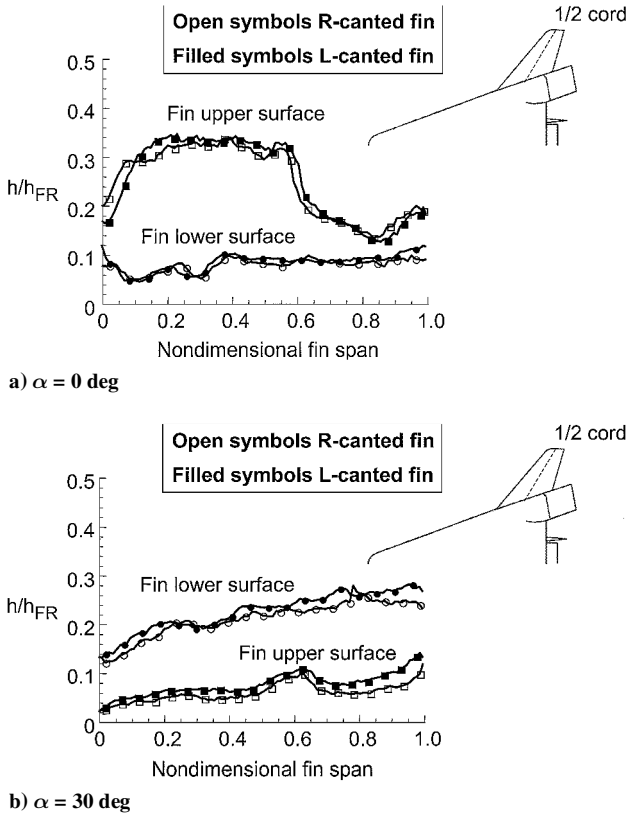 Open symbols R-canted fin
Filled symbols L-canted fin
1/2 cord
0.5
0.4
0.3
0.2
0.1
0
h/hFR
Fin upper surface
Fin lower surface
0 0.2 0.4 0.6 0.8 1.0
Nondimensional fin span
a) α = 0 deg
Open symbols R-canted fin
Filled symbols L-canted fin
1/2 cord
0.5
0.4
0.3
0.2
0.1
0
h/hFR
Fin lower surface
Fin upper surface
0 0.2 0.4 0.6 0.8 1.0
Nondimensional fin span
b) α = 30 deg